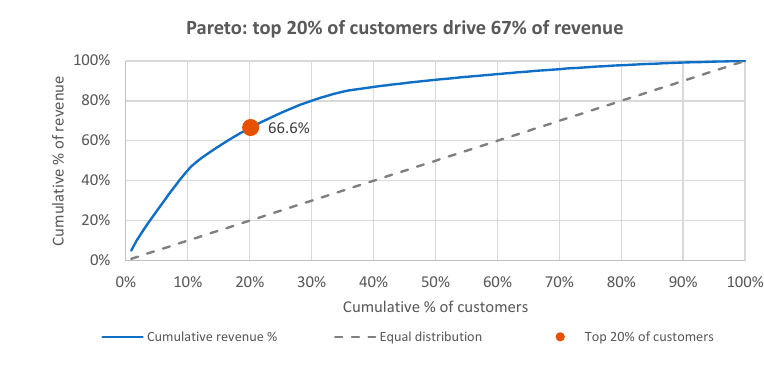 Pareto: top 20% of customers drive 67% of revenue
Cumulative % of revenue
100%
80%
60%
40%
20%
0%
66.6%
0% 10% 20% 30% 40% 50% 60% 70% 80% 90% 100%
Cumulative % of customers
Cumulative revenue % Equal distribution Top 20% of customers